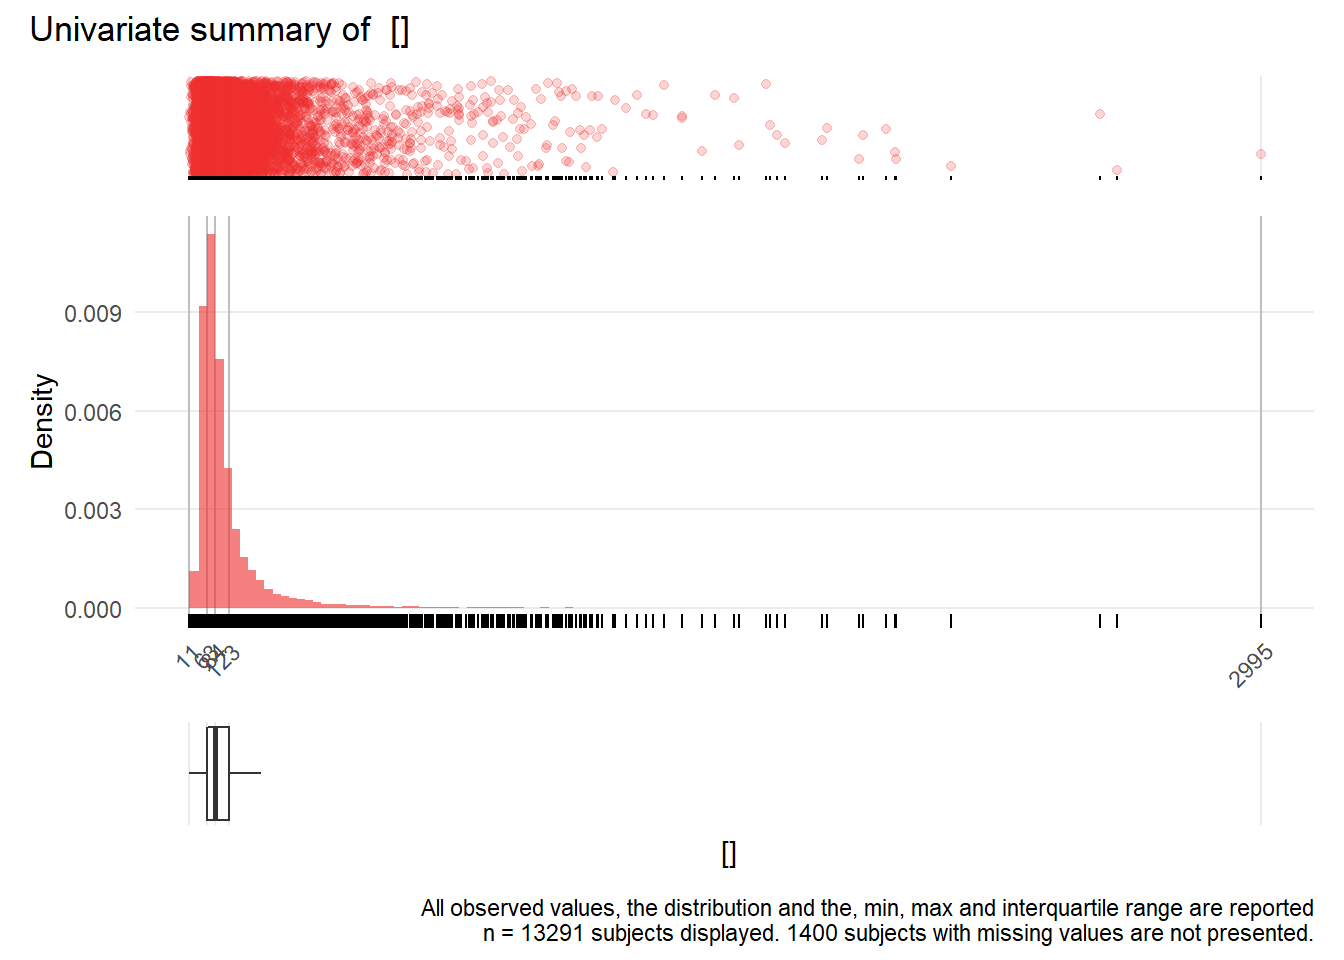 Univariate summary of  []
Density
0.009
0.006
0.003
0.000
11
123
2995
[]
All observed values, the distribution and the, min, max and interquartile range are reported
n = 13291 subjects displayed. 1400 subjects with missing values are not presented.